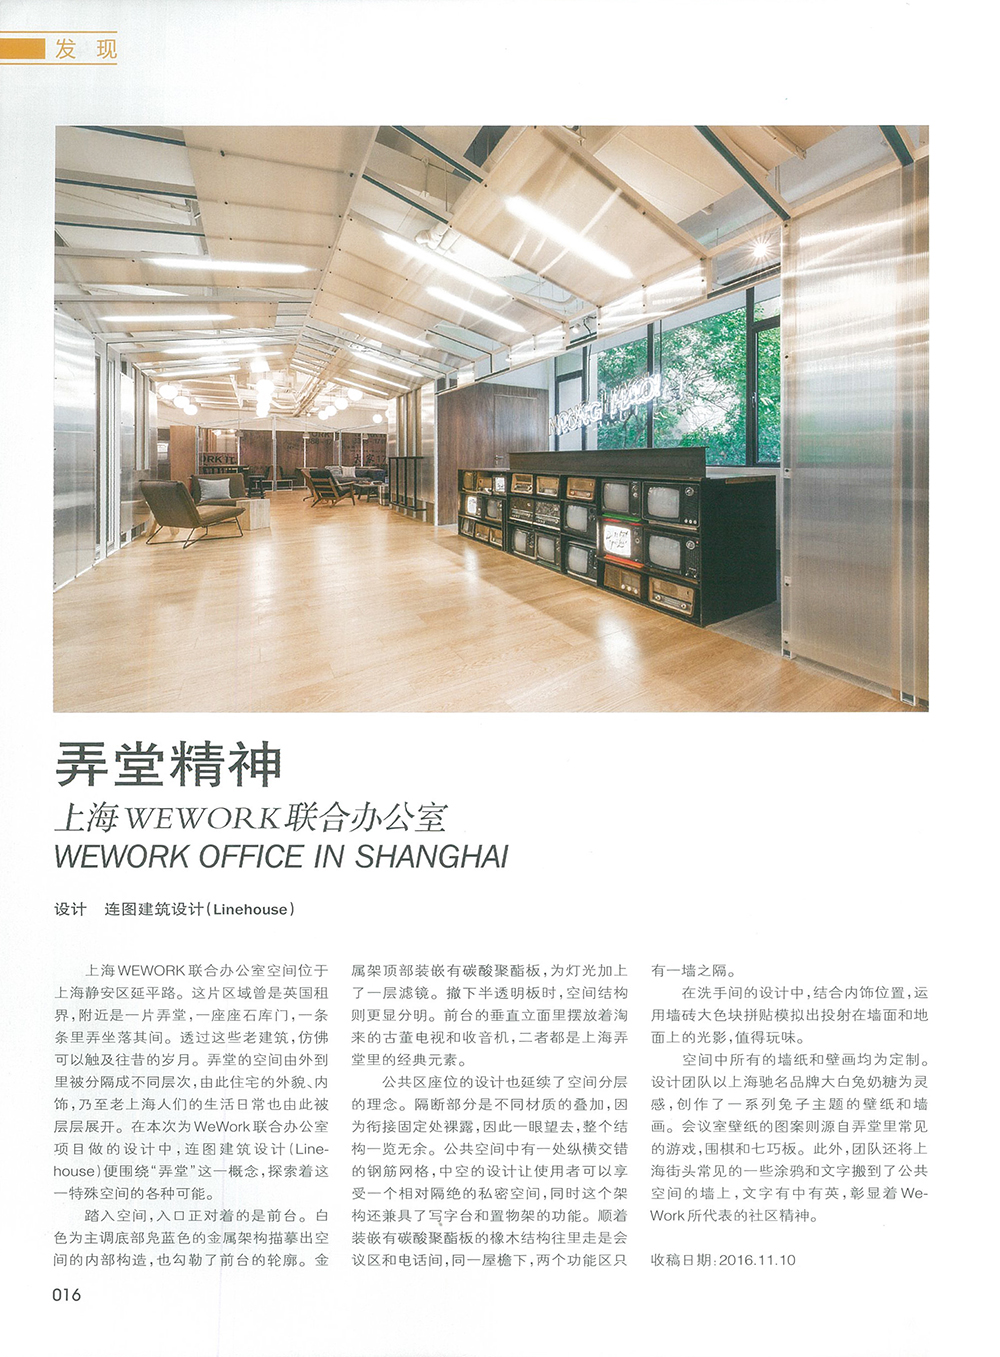 发 现
弄堂精神
上海WEWORK联合办公室
WEWORK OFFICE IN SHANGHAI
设计 连图建筑设计(Linehouse)
上海WEWORK联合办公室空间位于
上海静安区延平路。这片区域曾是英国租
界,附近是一片弄堂,一座座石库门,一条
条里弄坐落其间。透过这些老建筑,仿佛
可以触及往昔的岁月。弄堂的空间由外到
里被分隔成不同层次,由此住宅的外貌、内
饰,乃至老上海人们的生活日常也由此被
层层展开。在本次为WeWork联合办公室
项目做的设计中,连图建筑设计(Line-
house)便围绕“弄堂”这一概念,探索着这
一特殊空间的各种可能。
踏入空间,入口正对着的是前台。白
色为主调底部凫蓝色的金属架构描摹出空
间的内部构造,也勾勒了前台的轮廓。金
属架顶部装嵌有碳酸聚酯板,为灯光加上
了一层滤镜。撤下半透明板时,空间结构
则更显分明。前台的垂直立面里摆放着淘
来的古董电视和收音机,二者都是上海弄
堂里的经典元素。
公共区座位的设计也延续了空间分层
的理念。隔断部分是不同材质的叠加,因
为衔接固定处裸露,因此一眼望去,整个结
构一览无余。公共空间中有一处纵横交错
的钢筋网格,中空的设计让使用者可以享
受一个相对隔绝的私密空间,同时这个架
构还兼具了写字台和置物架的功能。顺着
装嵌有碳酸聚酯板的橡木结构往里走是会
议区和电话间,同一屋檐下,两个功能区只
有一墙之隔。
在洗手间的设计中,结合内饰位置,运
用墙砖大色块拼贴模拟出投射在墙面和地
面上的光影,值得玩味。
空间中所有的墙纸和壁画均为定制。
设计团队以上海驰名品牌大白兔奶糖为灵
感,创作了一系列兔子主题的壁纸和墙
画。会议室壁纸的图案则源自弄堂里常见
的游戏,围棋和七巧板。此外,团队还将上
海街头常见的一些涂鸦和文字搬到了公共
空间的墙上,文字有中有英,彰显着We-
Work所代表的社区精神。
收稿日期:2016.11.10
016